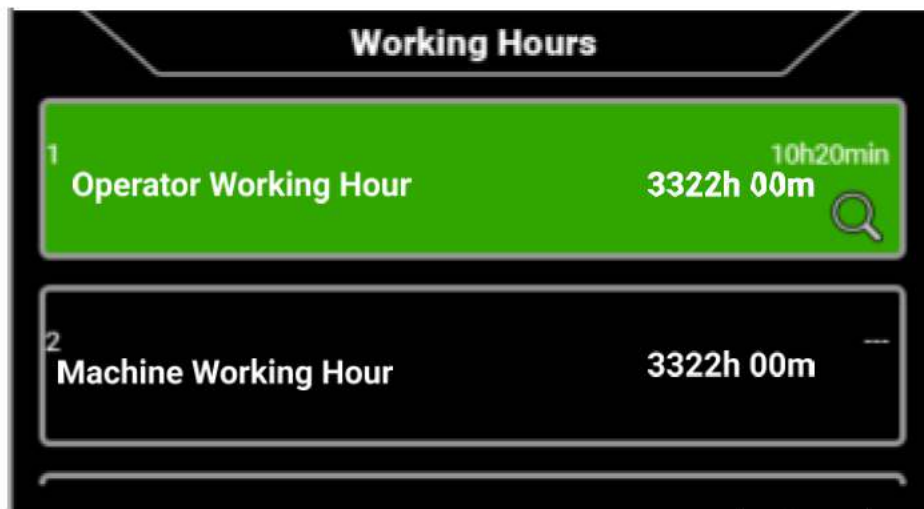 Working Hours
1
10h20min
Operator Working Hour 3322h 00m
2
---
Machine Working Hour 3322h 00m